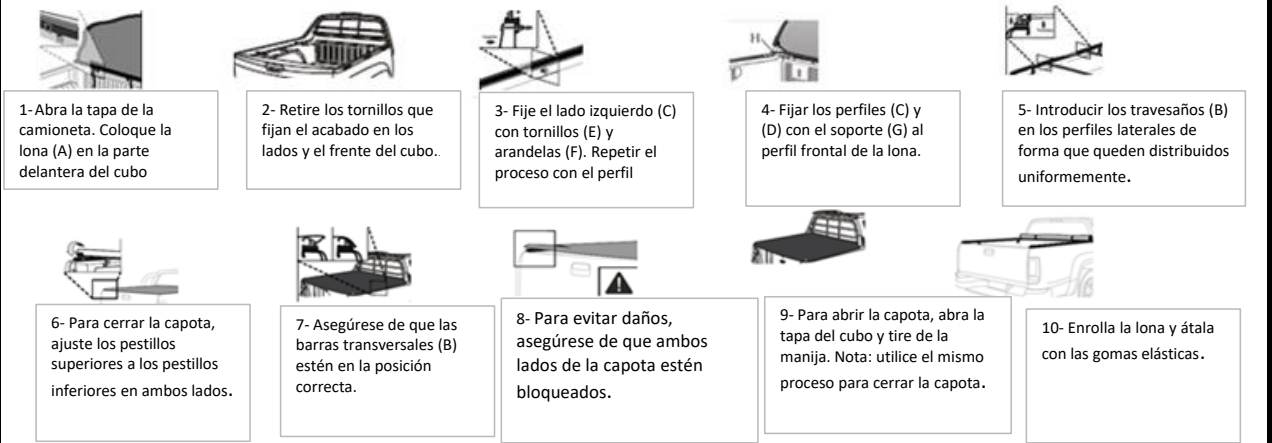 1-Abra la tapa de la
camioneta. Coloque la
lona (A) en la parte
delantera del cubo
2- Retire los tornillos que
fijan el acabado en los
lados y el frente del cubo..
3- Fije el lado izquierdo (C)
con tornillos (E) y
arandelas (F). Repetir el
proceso con el perfil
H
4- Fijar los perfiles (C) y
(D) con el soporte (G) al
perfil frontal de la lona.
5- Introducir los travesaños (B)
en los perfiles laterales de
forma que queden distribuidos
uniformemente.
6- Para cerrar la capota,
ajuste los pestillos
superiores a los pestillos
inferiores en ambos lados.
7- Asegúrese de que las
barras transversales (B)
estén en la posición
correcta.
8- Para evitar daños,
asegúrese de que ambos
lados de la capota estén
bloqueados.
9- Para abrir la capota, abra la
tapa del cubo y tire de la
manija. Nota: utilice el mismo
proceso para cerrar la capota.
10- Enrolla la lona y átala
con las gomas elásticas.